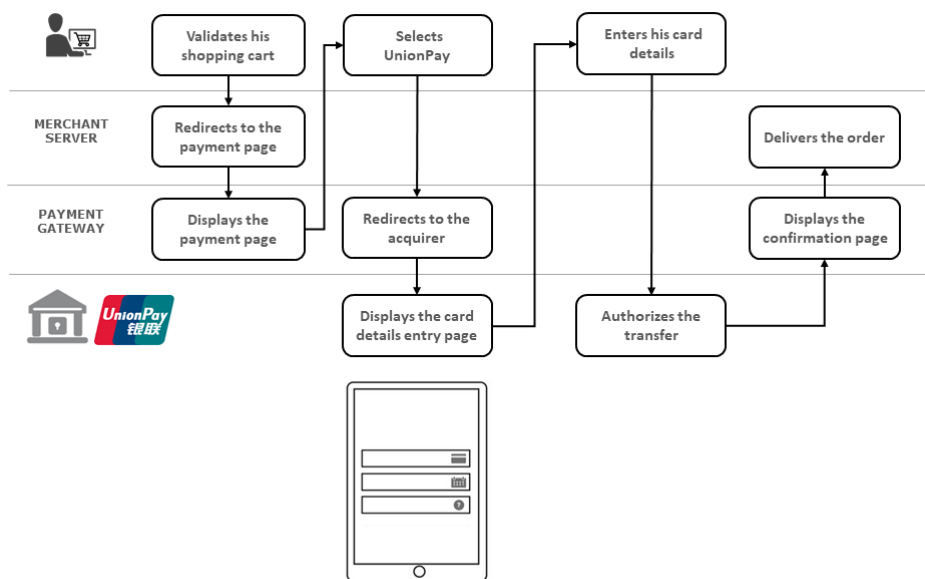 Validates his
shopping cart
Selects
UnionPay
Enters his card
details
MERCHANT
SERVER
Redirects to the
payment page
Delivers the order
PAYMENT
GATEWAY
Displays the
payment page
Redirects to the
acquirer
Displays the
confirmation page
UnionPay
银联
Displays the card
details entry page
Authorizes the
transfer
?